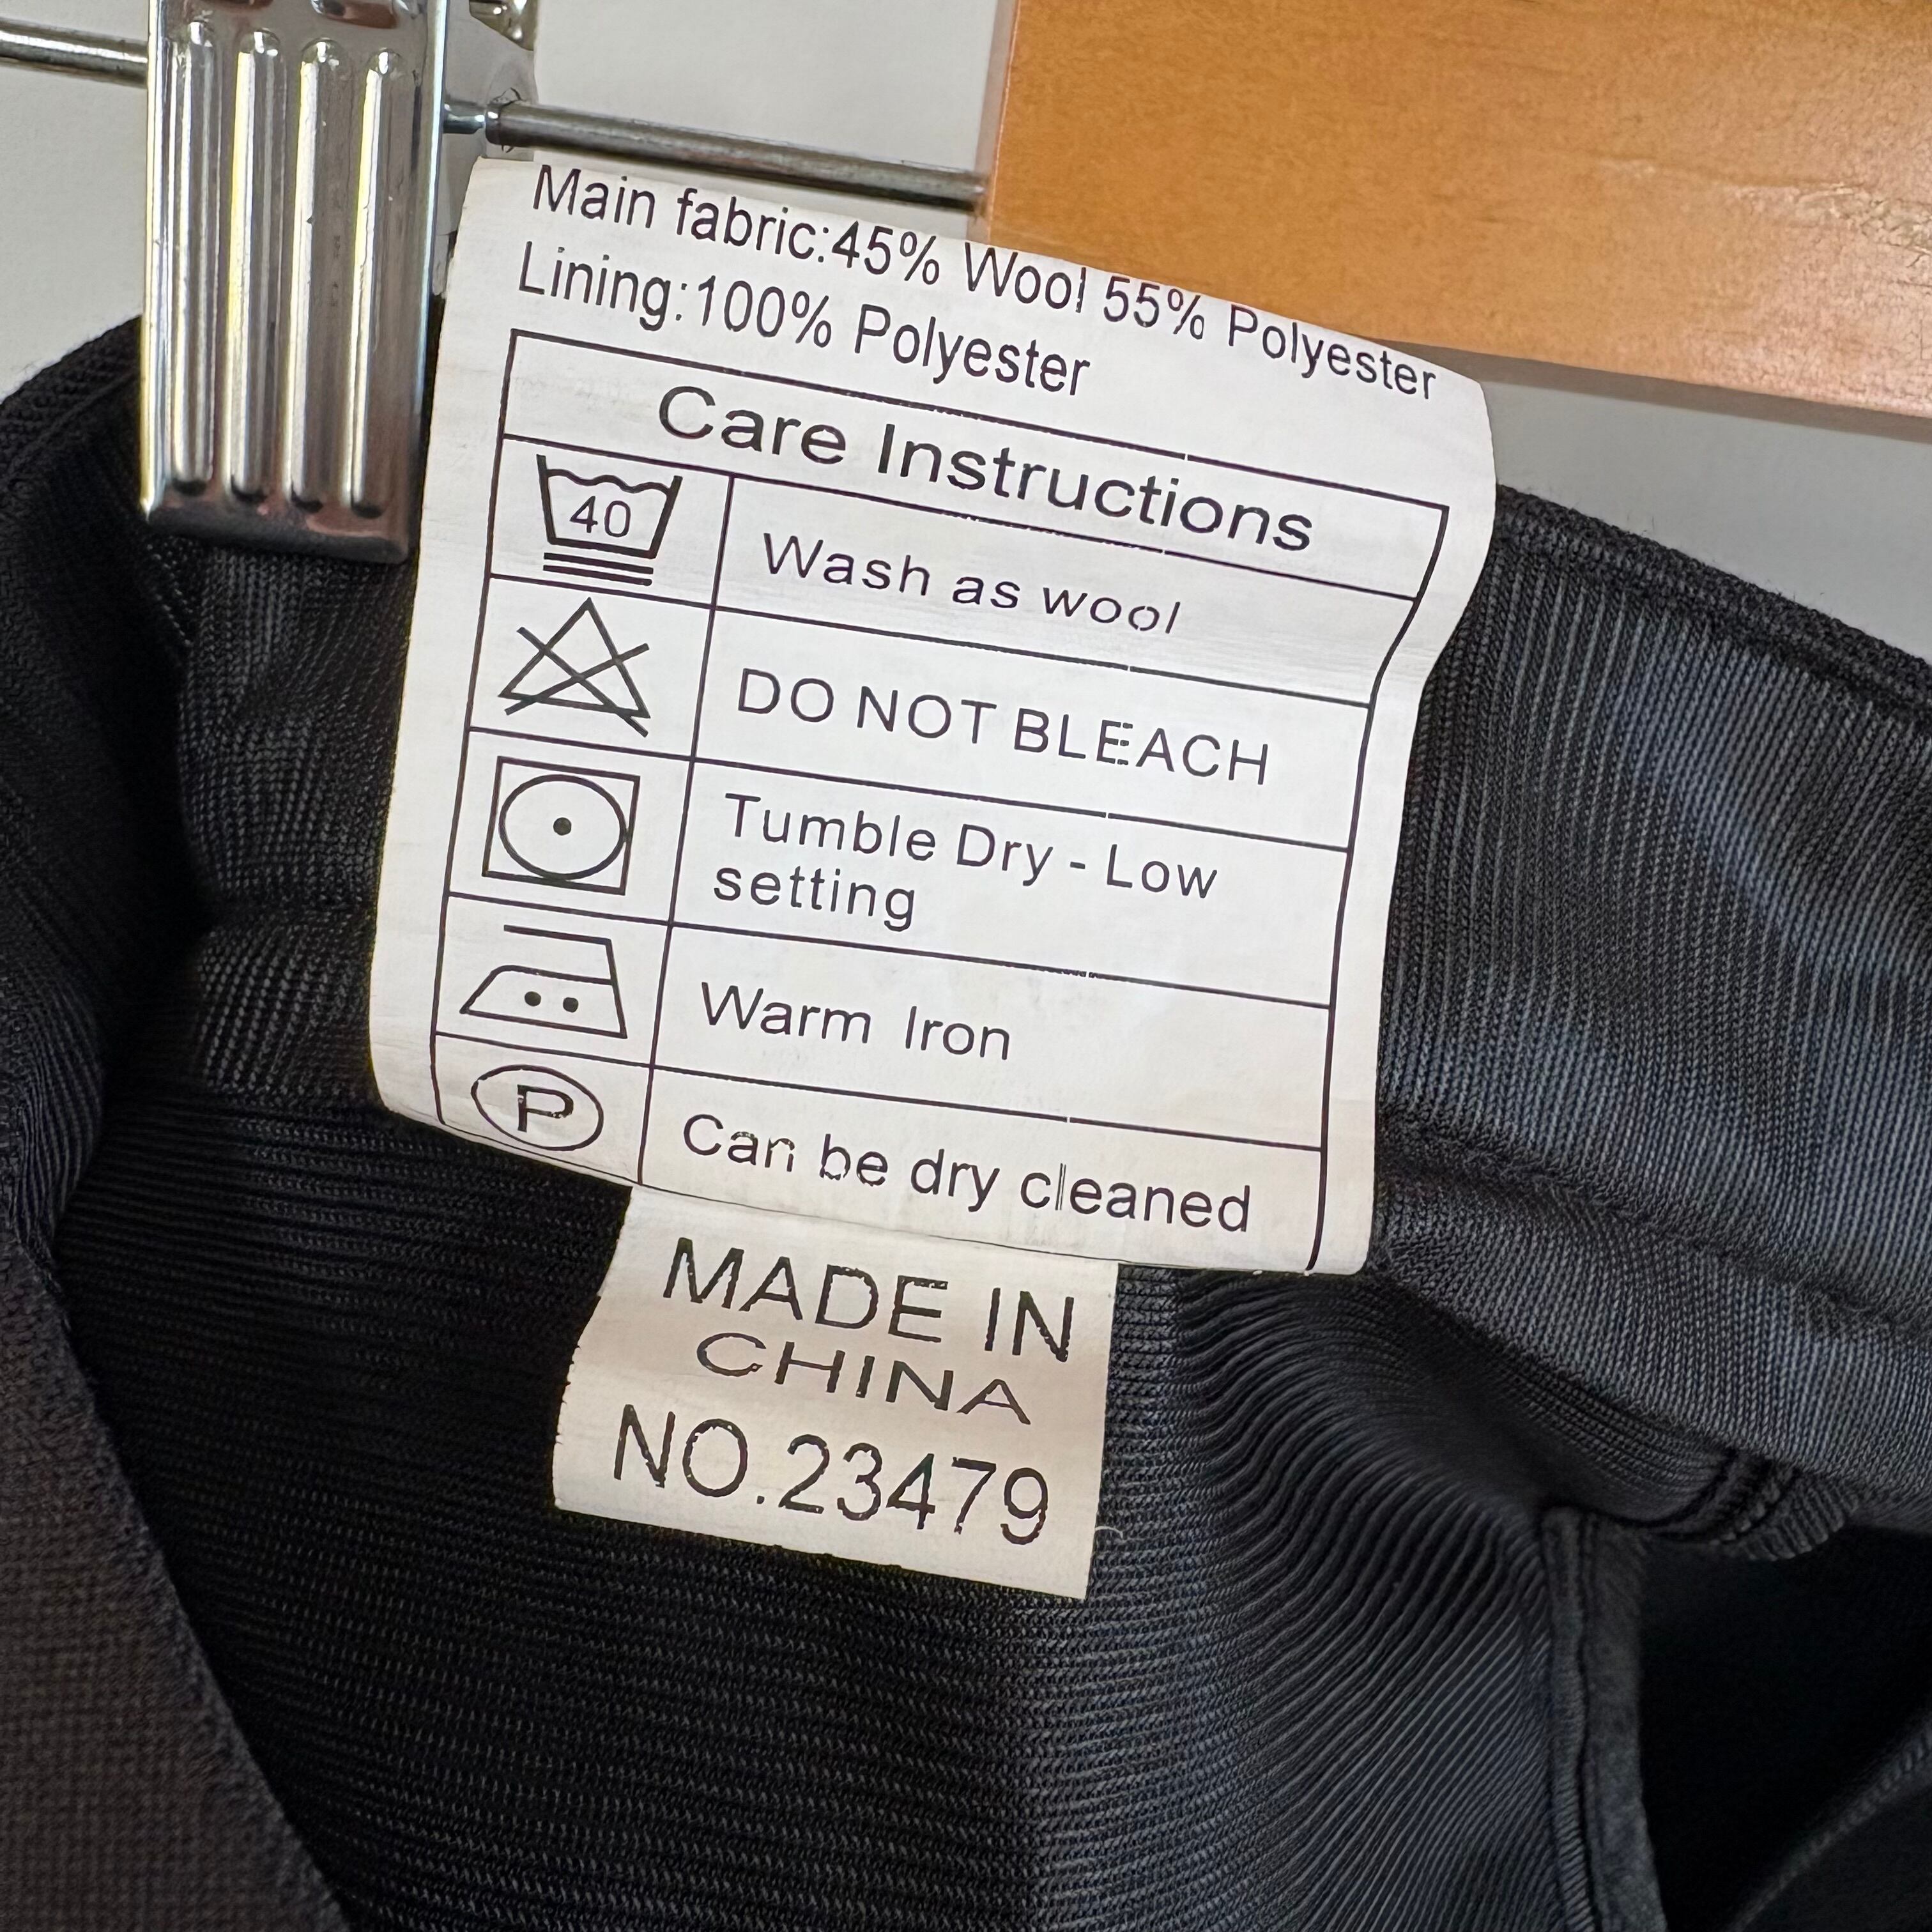 Main fabric:45% Wool 55% Polyester
Lining:100% Polyester
Care Instructions
40
Wash as wool
DO NOT BLEACH
Tumble Dry - Low
setting
Warm Iron
P
Can be dry cleaned
MADE IN
CHINA
NO.23479